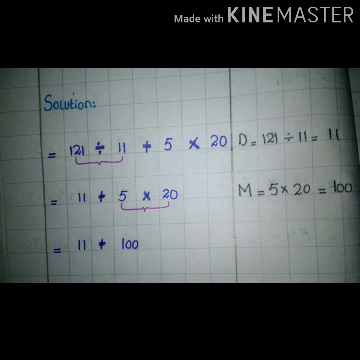 Made with KINEMASTER
Solution:
= 121 ÷ 11 + 5 × 20
D = 121 ÷ 11 = 11
= 11 + 5 × 20
M = 5 × 20 = 100
= 11 + 100